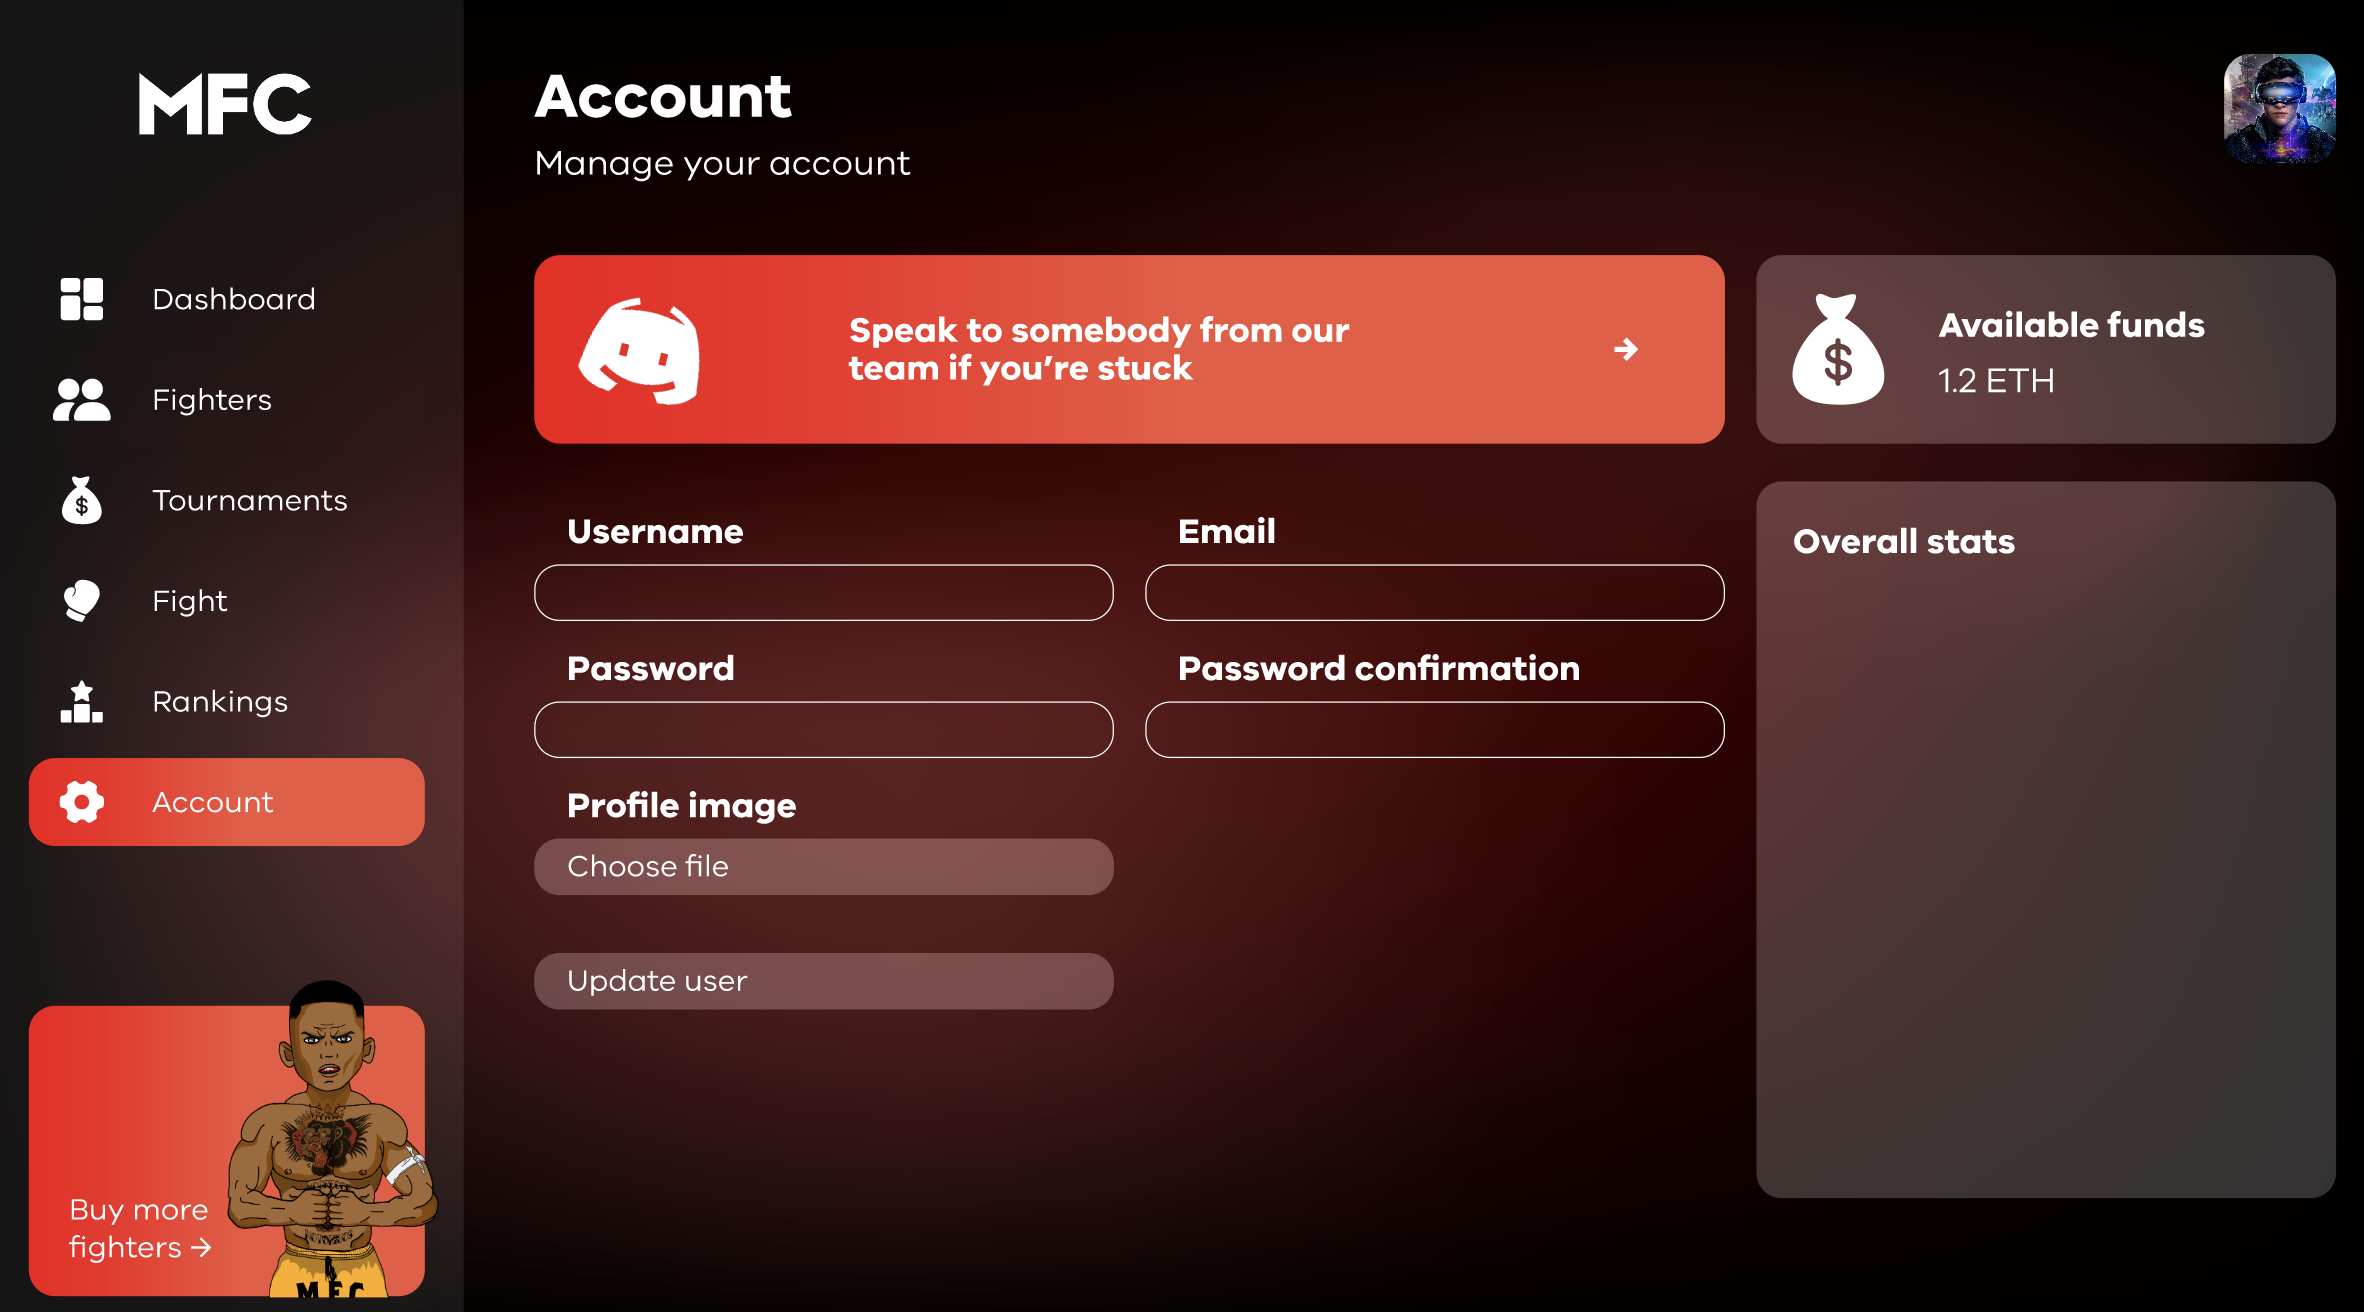 MFC
Dashboard
Fighters
Tournaments
Fight
Rankings
Account
Buy more
fighters →
MFC
Account
Manage your account
Speak to somebody from our
team if you’re stuck
→
Available funds
1.2 ETH
Username
Email
Password
Password confirmation
Profile image
Choose file
Update user
Overall stats